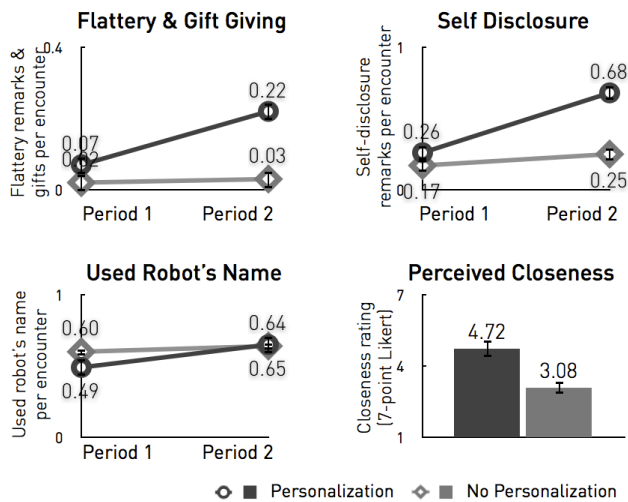 Flattery & Gift Giving
Flattery remarks &
gifts per encounter
0.4
0
0.07
0.02
0.22
0.03
Period 1 Period 2
Self Disclosure
Self-disclosure
remarks per encounter
1
0
0.26
0.17
0.68
0.25
Period 1 Period 2
Used Robot's Name
Used robot's name
per encounter
1
0
0.60
0.49
0.64
0.65
Period 1 Period 2
Perceived Closeness
Closeness rating
(7-point Likert)
7
4
1
4.72
3.08
Personalization No Personalization